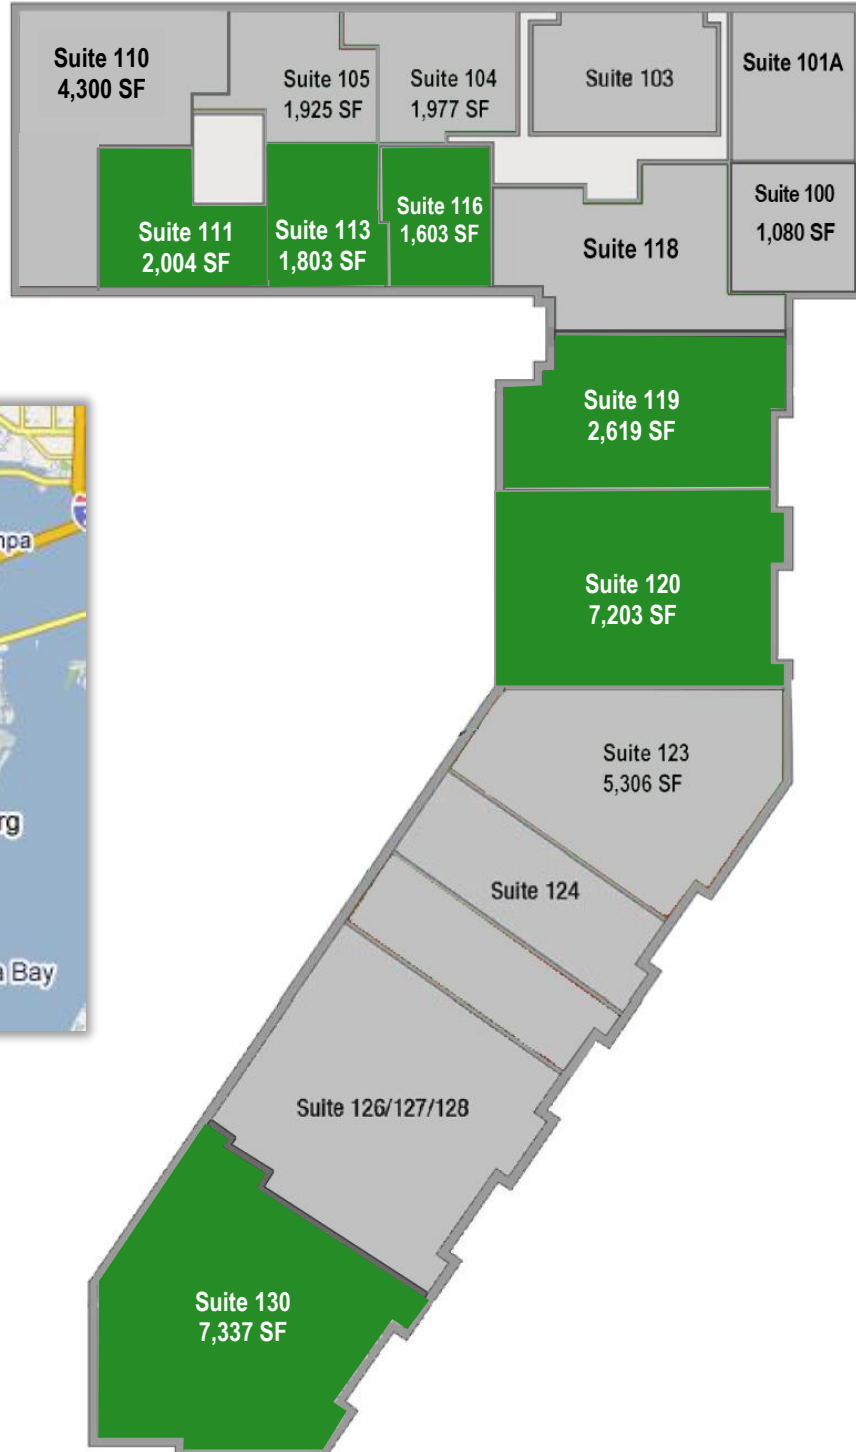 Suite 110
4,300 SF
Suite 105
1,925 SF
Suite 104
1,977 SF
Suite 103
Suite 101A
Suite 111
2,004 SF
Suite 113
1,803 SF
Suite 116
1,603 SF
Suite 118
Suite 100
1,080 SF
Suite 119
2,619 SF
Suite 120
7,203 SF
Suite 123
5,306 SF
Suite 124
Suite 126/127/128
Suite 130
7,337 SF
mpa
rg
a Bay